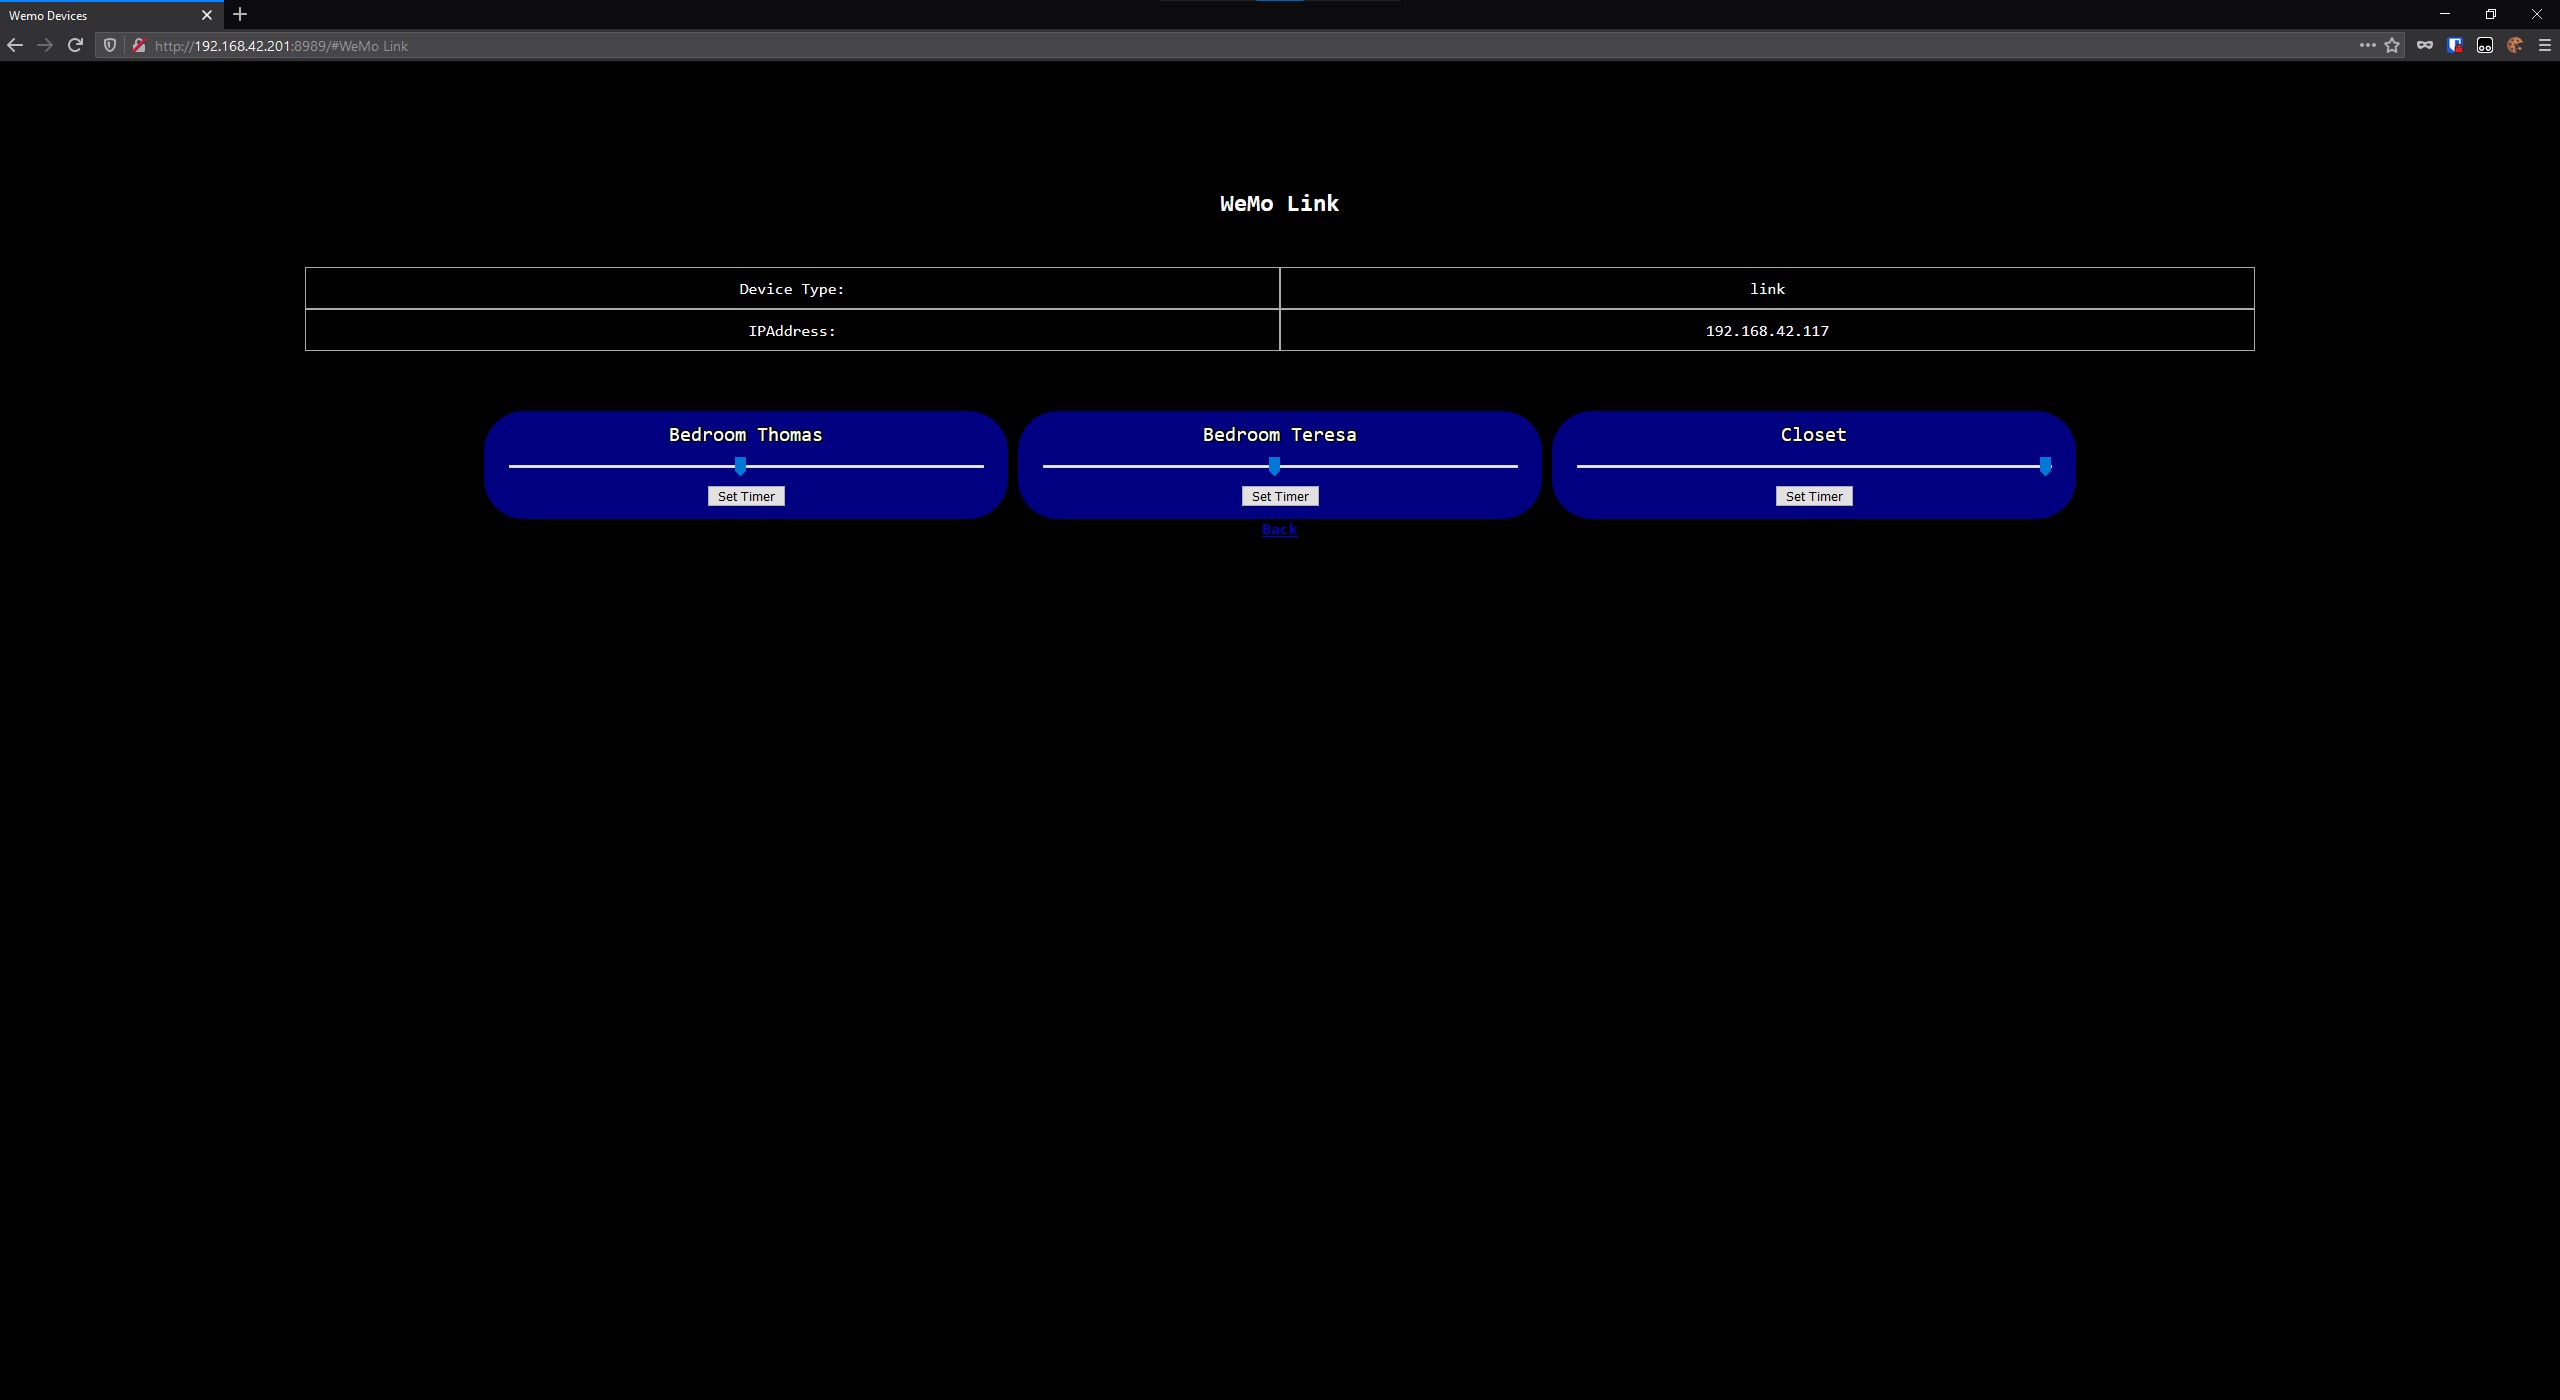 Wemo Devices
http://192.168.42.201:8989/#WeMo Link
WeMo Link
Device Type: link
IPAddress: 192.168.42.117
Bedroom Thomas Bedroom Teresa Closet
Set Timer Set Timer Set Timer
Back